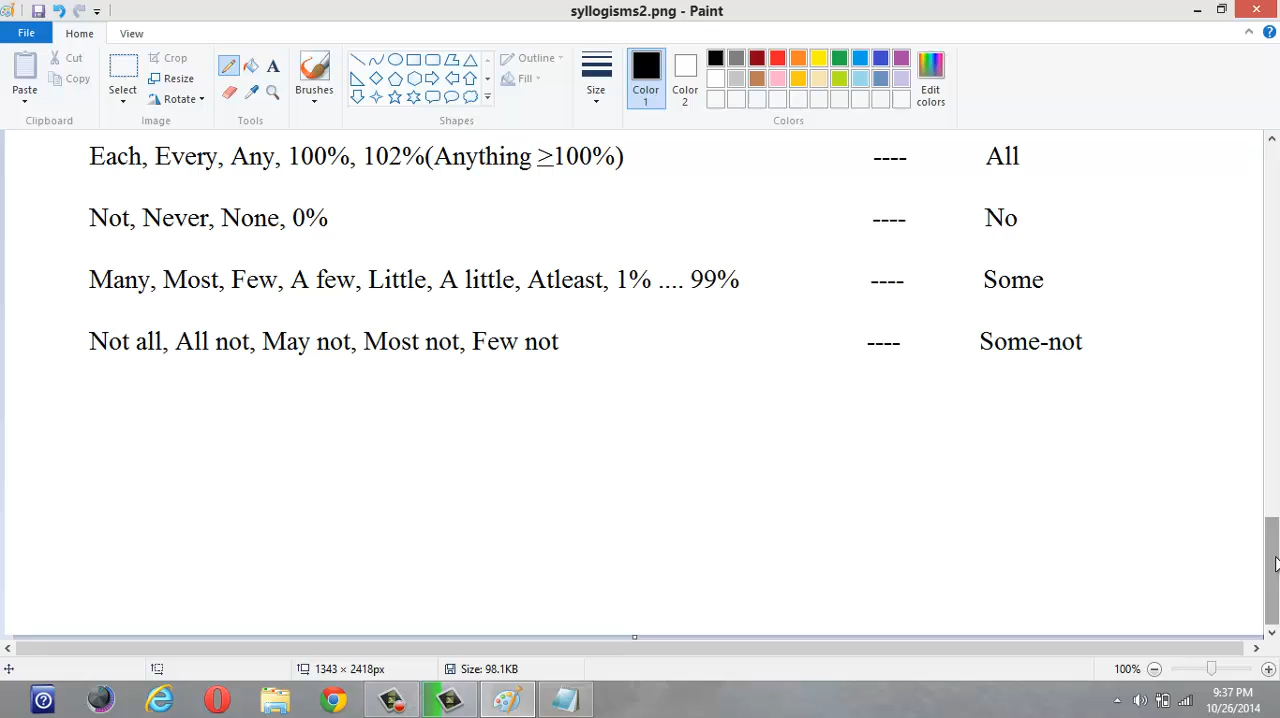 syllogisms2.png - Paint
File Home View
Paste Cut Copy Select Crop Resize Rotate Brushes Outline Fill Size Color 1 Color 2 Edit colors
Clipboard Image Tools Shapes Colors
Each, Every, Any, 100%, 102%(Anything ≥100%) ---- All
Not, Never, None, 0% ---- No
Many, Most, Few, A few, Little, A little, Atleast, 1% .... 99% ---- Some
Not all, All not, May not, Most not, Few not ---- Some-not
1343 × 2418px Size: 98.1KB 100%
9:37 PM
10/26/2014